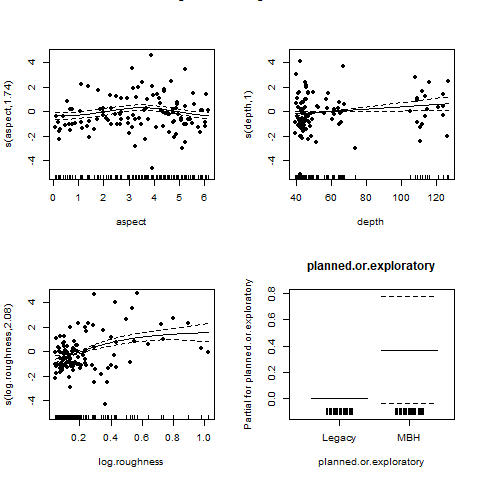 s(aspect,1.74)
4
2
0
-2
-4
0 1 2 3 4 5 6
aspect
s(depth,1)
4
2
0
-2
-4
40 60 80 100 120
depth
s(log.roughness,2.08)
4
2
0
-2
-4
0.2 0.4 0.6 0.8 1.0
log.roughness
planned.or.exploratory
Partial for planned.or.exploratory
0.8
0.6
0.4
0.2
0.0
Legacy MBH
planned.or.exploratory